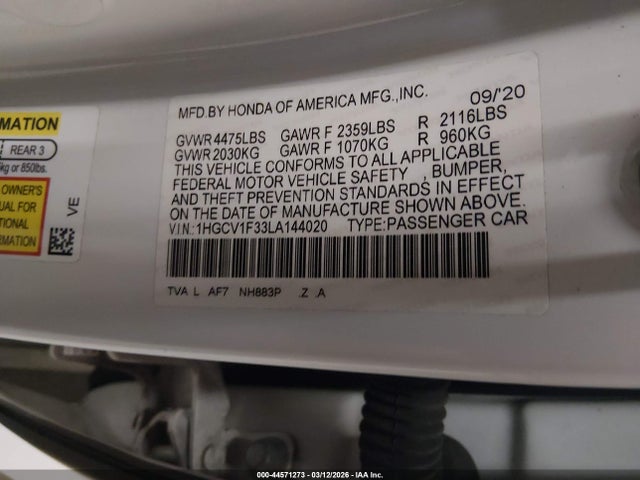 MATION
REAR 3
kg or 850lbs.
OWNER'S
UAL FOR
TIONAL
RMATION
VE
MFD.BY HONDA OF AMERICA MFG.,INC. 09/'20
GVWR 4475LBS GAWR F 2359LBS R 2116LBS
GVWR 2030KG GAWR F 1070KG R 960KG
THIS VEHICLE CONFORMS TO ALL APPLICABLE
FEDERAL MOTOR VEHICLE SAFETY , BUMPER,
AND THEFT PREVENTION STANDARDS IN EFFECT
ON THE DATE OF MANUFACTURE SHOWN ABOVE.
V.I.N.:1HGCV1F33LA144020 TYPE:PASSENGER CAR
TVA L AF7 NH883P .Z .A
000-44571273 - 03/12/2026 - IAA Inc.